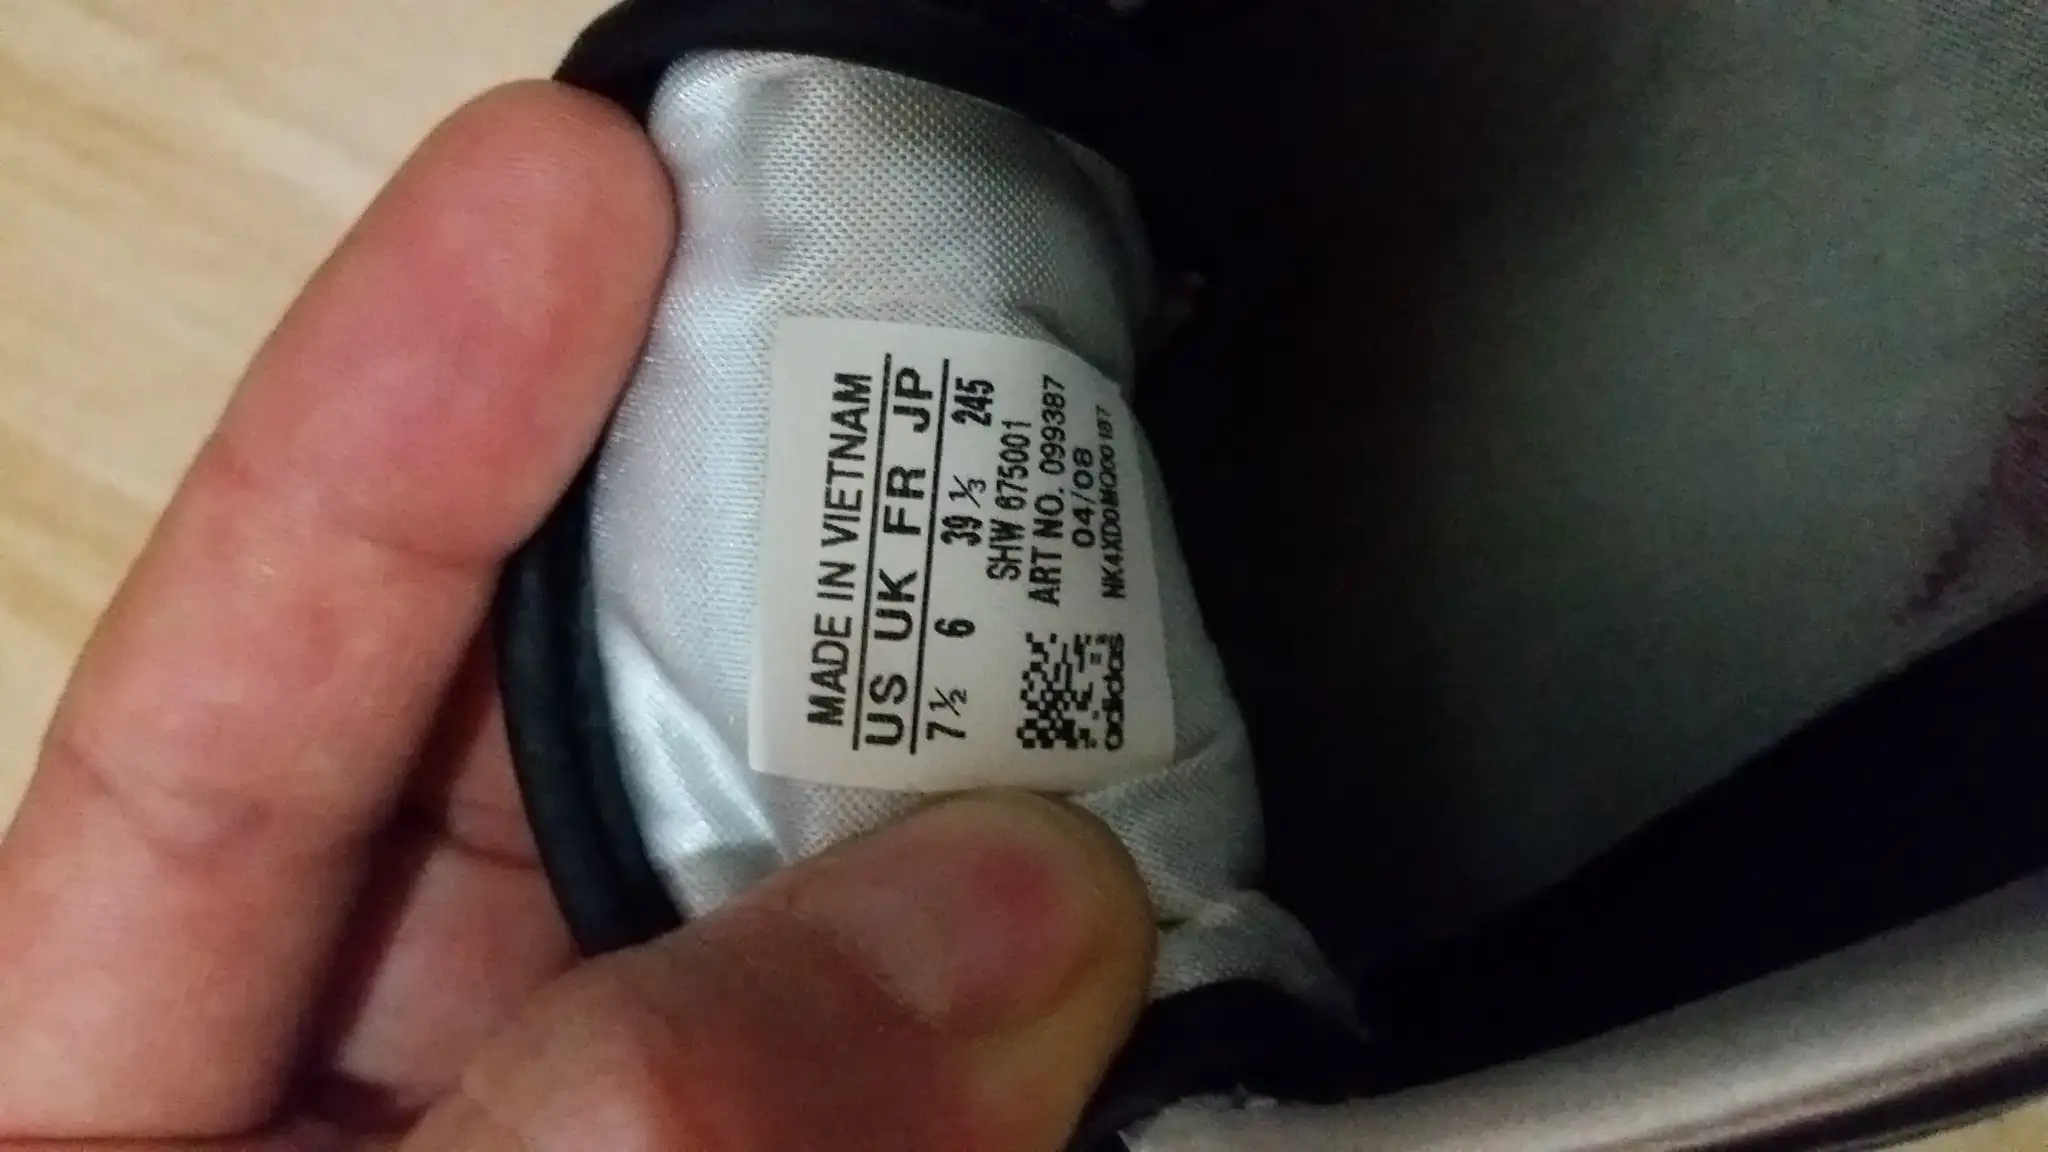 MADE IN VIETNAM
US UK FR JP
7½ 6 39⅓ 245
SHW 675001
ART NO. 099387
04/08
NK4XD0MQ00187
adidas